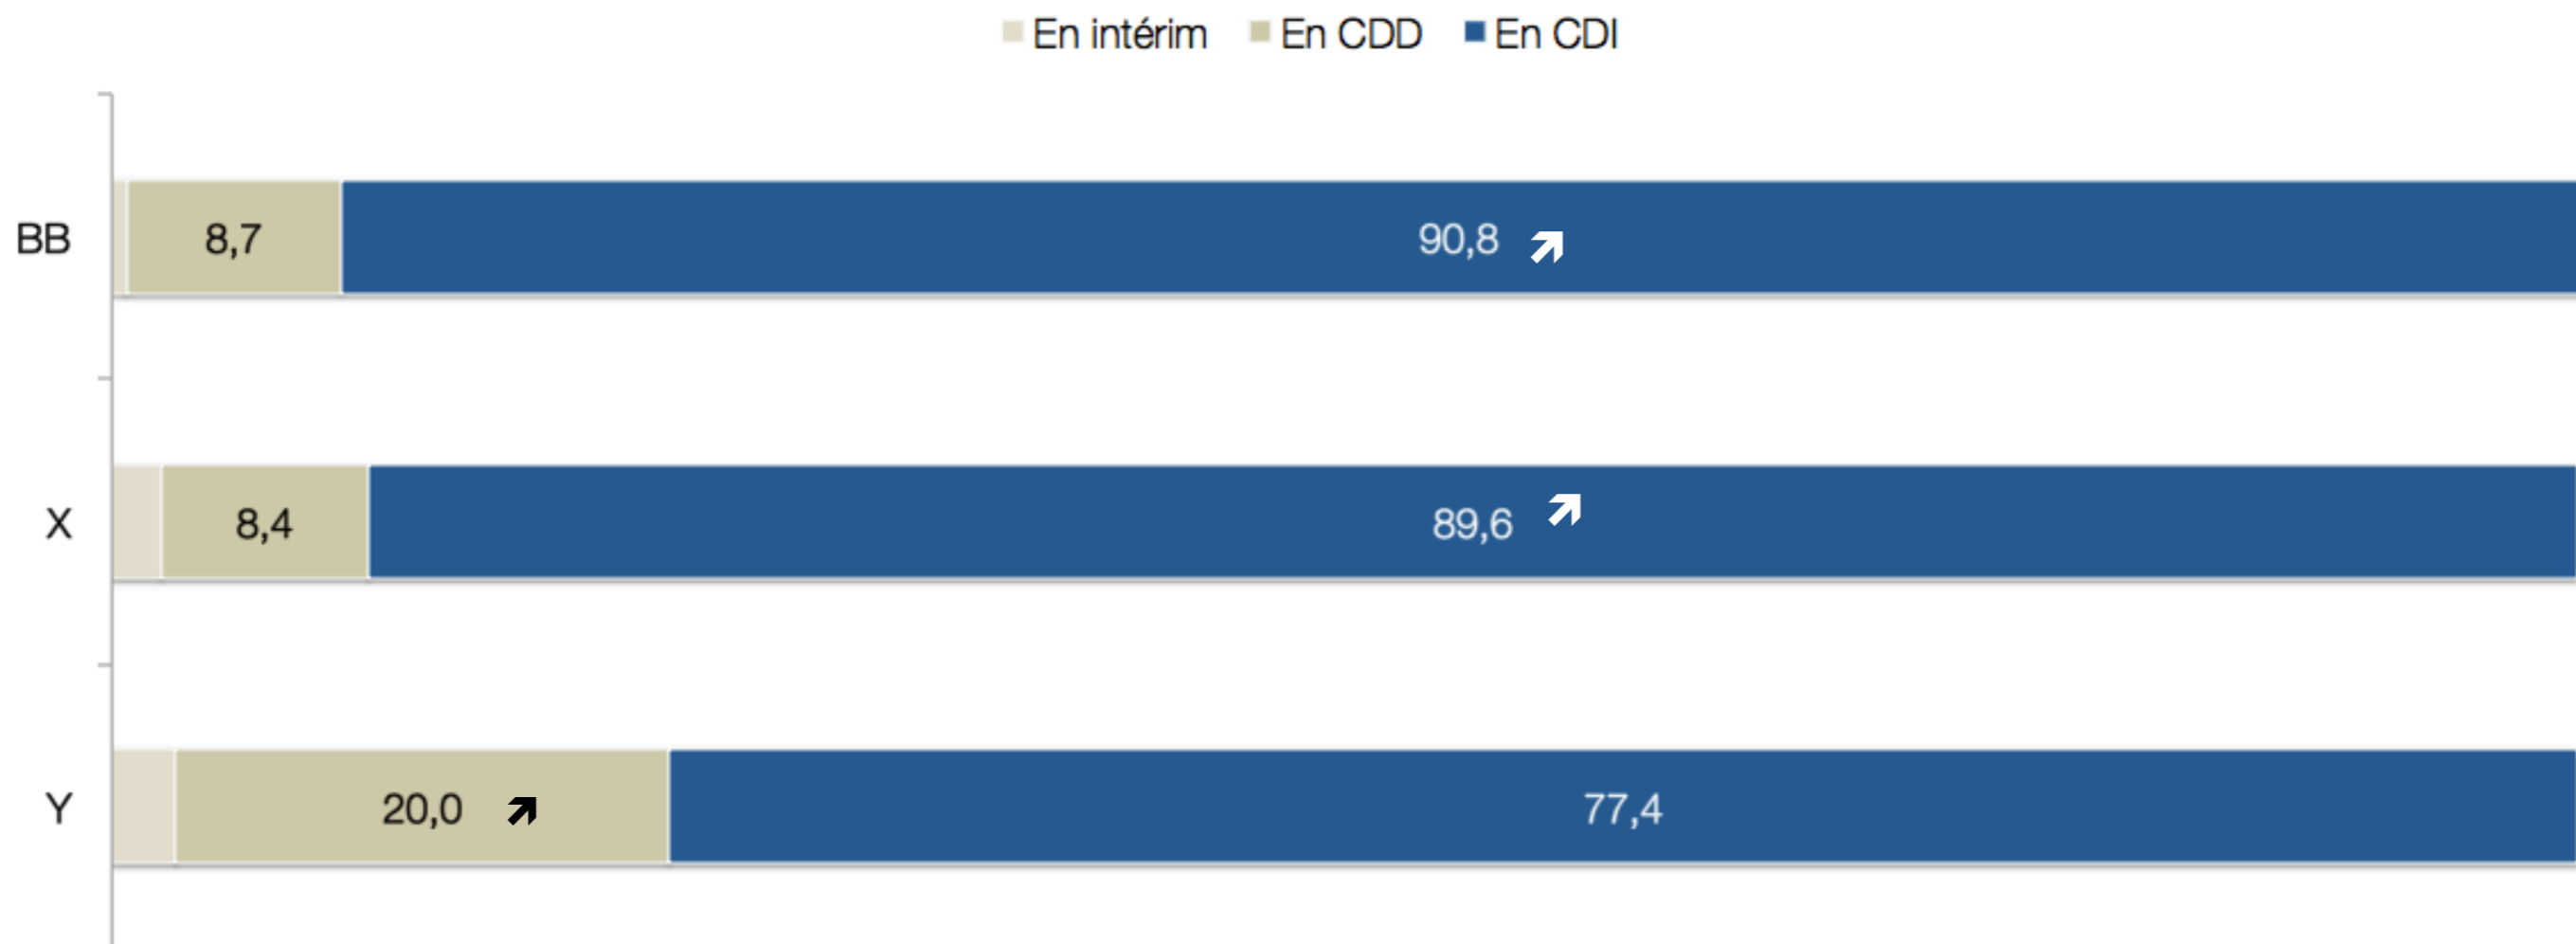 En intérim En CDD En CDI
BB 8,7 90,8
X 8,4 89,6
Y 20,0 77,4